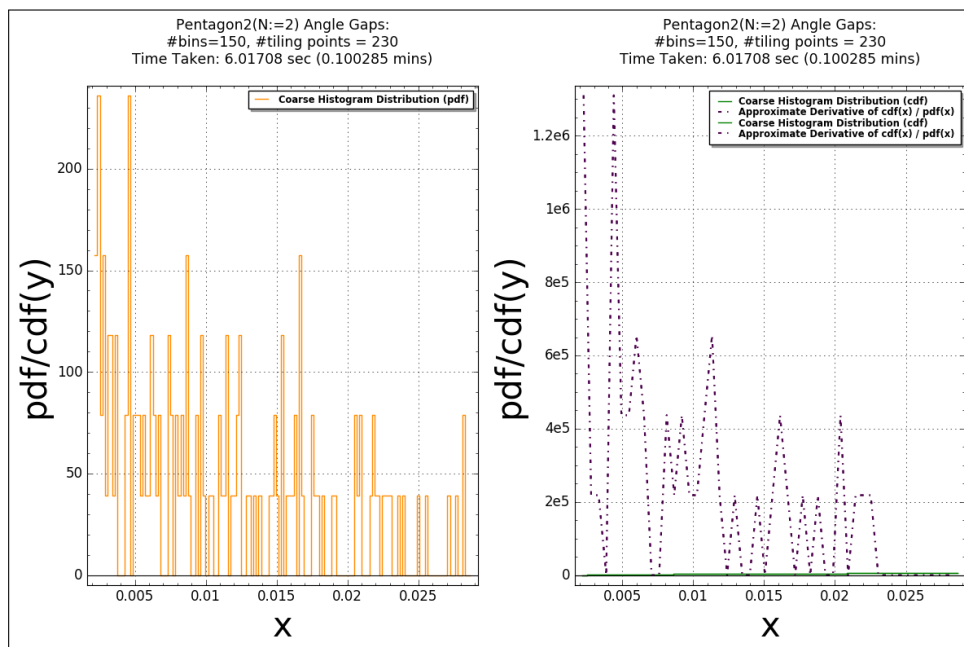 Pentagon2(N:=2) Angle Gaps:
#bins=150, #tiling points = 230
Time Taken: 6.01708 sec (0.100285 mins)
Coarse Histogram Distribution (pdf)
200
150
100
50
0
0.005 0.01 0.015 0.02 0.025
pdf/cdf(y)
x
Pentagon2(N:=2) Angle Gaps:
#bins=150, #tiling points = 230
Time Taken: 6.01708 sec (0.100285 mins)
Coarse Histogram Distribution (cdf)
Approximate Derivative of cdf(x) / pdf(x)
Coarse Histogram Distribution (cdf)
Approximate Derivative of cdf(x) / pdf(x)
1.2e6
1e6
8e5
6e5
4e5
2e5
0
0.005 0.01 0.015 0.02 0.025
pdf/cdf(y)
x